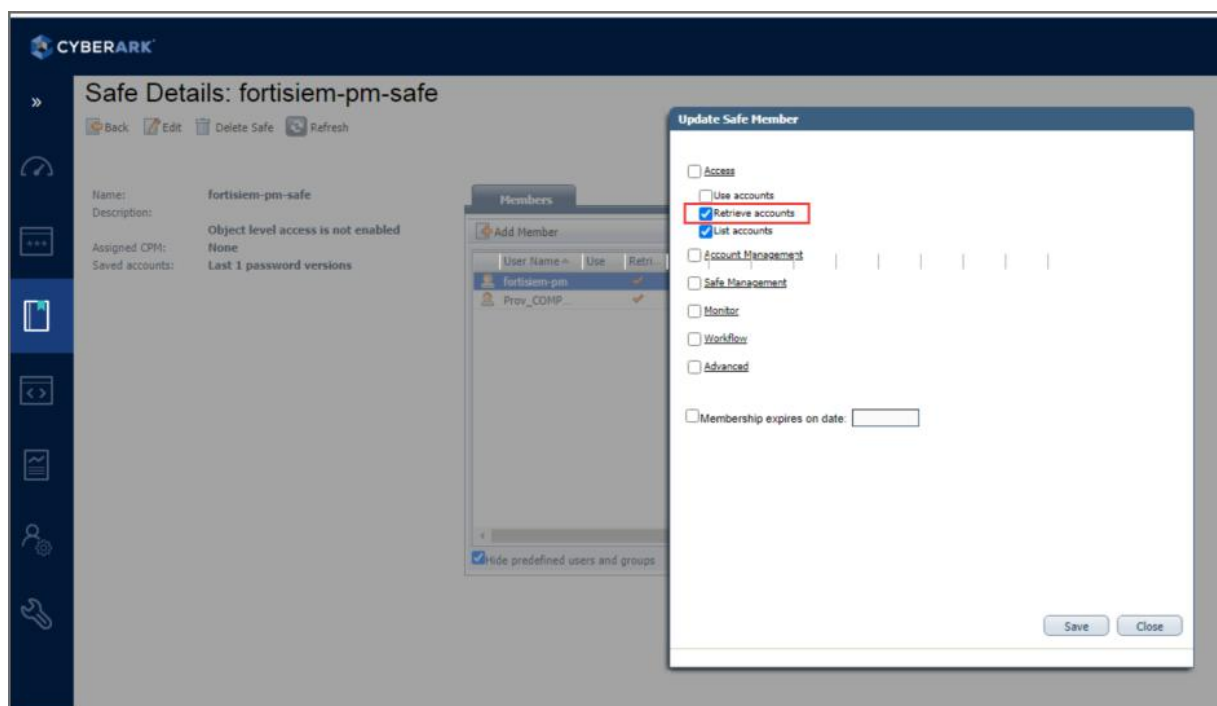 CYBERARK
Safe Details: fortisiem-pm-safe
Back Edit Delete Safe Refresh
Name: fortisiem-pm-safe
Description:
Object level access is not enabled
Assigned CPM: None
Saved accounts: Last 1 password versions
Members
Add Member
User Name Use Retri...
fortisiem-pm
Prov_COMP...
Hide predefined users and groups
Update Safe Member
Access
Use accounts
Retrieve accounts
List accounts
Account Management
Safe Management
Monitor
Workflow
Advanced
Membership expires on date:
Save Close